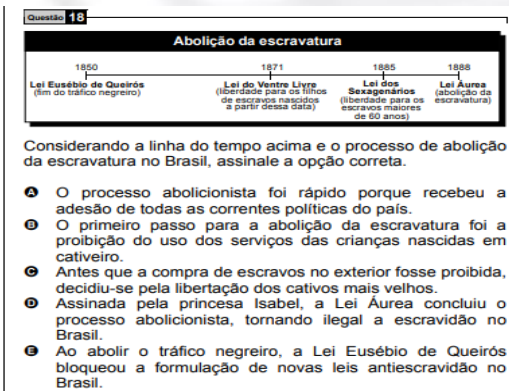 Questão 18
Abolição da escravatura
1850 1871 1885 1888
Lei Eusébio de Queirós
(fim do tráfico negreiro)
Lei do Ventre Livre
(liberdade para os filhos
de escravos nascidos
a partir dessa data)
Lei dos
Sexagenários
(liberdade para os
escravos maiores
de 60 anos)
Lei Áurea
(abolição da
escravatura)
Considerando a linha do tempo acima e o processo de abolição
da escravatura no Brasil, assinale a opção correta.
A O processo abolicionista foi rápido porque recebeu a
adesão de todas as correntes políticas do país.
B O primeiro passo para a abolição da escravatura foi a
proibição do uso dos serviços das crianças nascidas em
cativeiro.
C Antes que a compra de escravos no exterior fosse proibida,
decidiu-se pela libertação dos cativos mais velhos.
D Assinada pela princesa Isabel, a Lei Áurea concluiu o
processo abolicionista, tornando ilegal a escravidão no
Brasil.
E Ao abolir o tráfico negreiro, a Lei Eusébio de Queirós
bloqueou a formulação de novas leis antiescravidão no
Brasil.